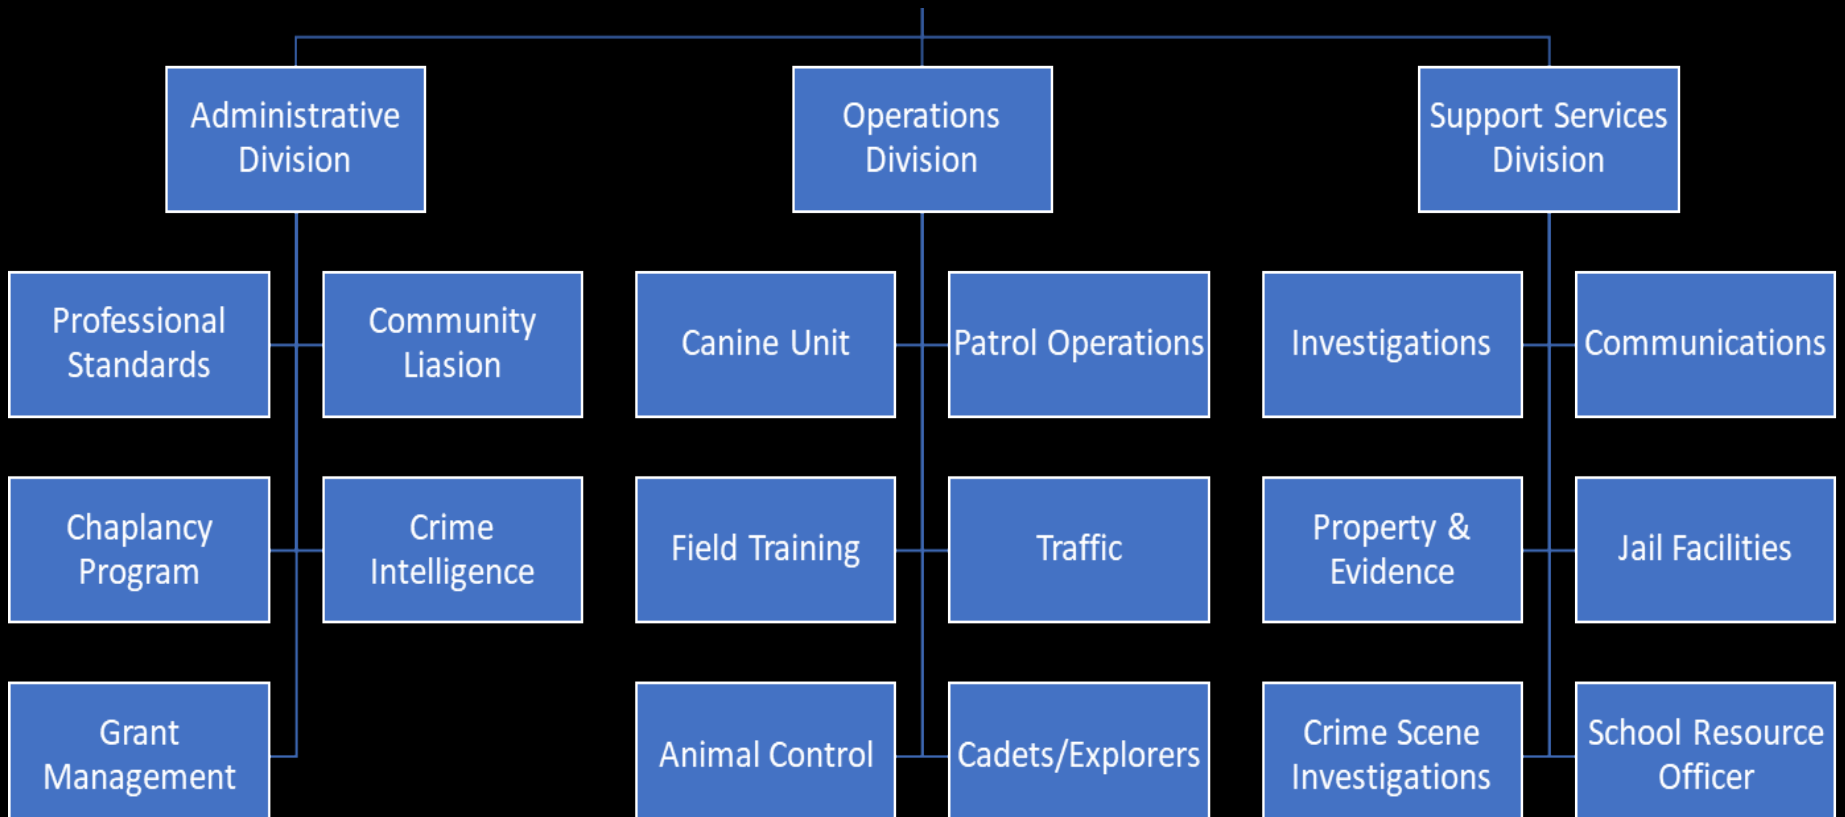 Administrative
Division
Operations
Division
Support Services
Division
Professional
Standards
Community
Liasion
Canine Unit
Patrol Operations
Investigations
Communications
Chaplancy
Program
Crime
Intelligence
Field Training
Traffic
Property &
Evidence
Jail Facilities
Grant
Management
Animal Control
Cadets/Explorers
Crime Scene
Investigations
School Resource
Officer